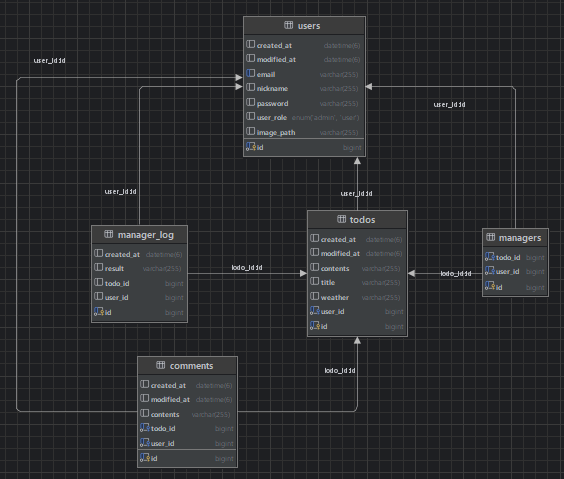 users
created_at datetime(6)
modified_at datetime(6)
email varchar(255)
nickname varchar(255)
password varchar(255)
user_role enum('admin', 'user')
image_path varchar(255)
id bigint
user_id:id
user_id:id
user_id:id
user_id:id
manager_log
created_at datetime(6)
result varchar(255)
todo_id bigint
user_id bigint
id bigint
todo_id:id
todos
created_at datetime(6)
modified_at datetime(6)
contents varchar(255)
title varchar(255)
weather varchar(255)
user_id bigint
id bigint
todo_id:id
managers
todo_id bigint
user_id bigint
id bigint
comments
created_at datetime(6)
modified_at datetime(6)
contents varchar(255)
todo_id bigint
user_id bigint
id bigint
todo_id:id